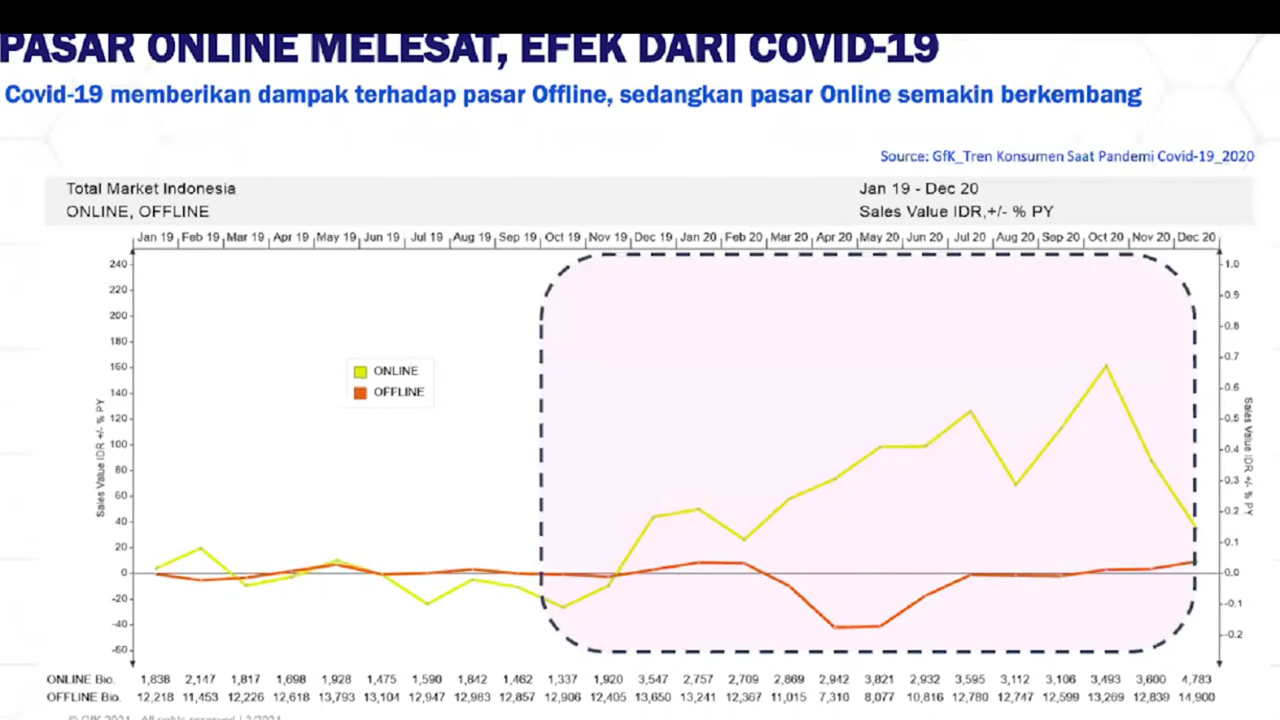 PASAR ONLINE MELESAT, EFEK DARI COVID-19
Covid-19 memberikan dampak terhadap pasar Offline, sedangkan pasar Online semakin berkembang
Source: GfK_Tren Konsumen Saat Pandemi Covid-19_2020
Total Market Indonesia
Jan 19 - Dec 20
ONLINE, OFFLINE
Sales Value IDR,+/- % PY
Jan 19 Feb 19 Mar 19 Apr 19 May 19 Jun 19 Jul 19 Aug 19 Sep 19 Oct 19 Nov 19 Dec 19 Jan 20 Feb 20 Mar 20 Apr 20 May 20 Jun 20 Jul 20 Aug 20 Sep 20 Oct 20 Nov 20 Dec 20
240
220
200
180
160
140
120
100
80
60
40
20
0
-20
-40
-60
Sales Value IDR +/- % PY
ONLINE
OFFLINE
1.0
0.9
0.8
0.7
0.6
0.5
0.4
0.3
0.2
0.1
0.0
-0.1
-0.2
Sales Value IDR +/- % PY
ONLINE Bio. 1,838 2,147 1,817 1,698 1,928 1,475 1,590 1,842 1,462 1,337 1,920 3,547 2,757 2,709 2,869 2,942 3,821 2,932 3,595 3,112 3,106 3,493 3,600 4,783
OFFLINE Bio. 12,218 11,453 12,226 12,618 13,793 13,104 12,947 12,983 12,857 12,906 12,405 13,650 13,241 12,367 11,015 7,310 8,077 10,816 12,780 12,747 12,599 13,269 12,839 14,900
© GfK 2021 - All rights reserved | 2/2021